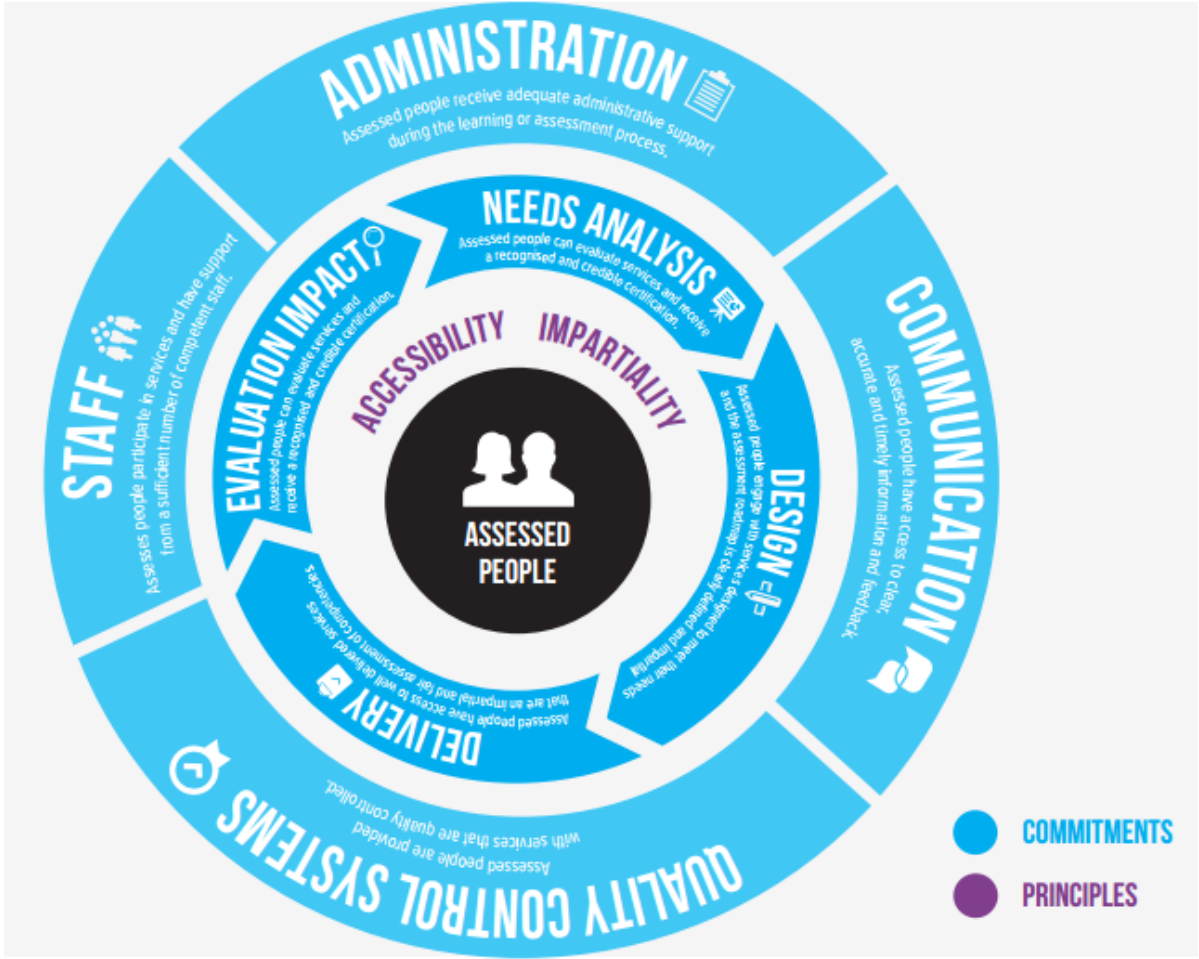 ADMINISTRATION
Assessed people receive adequate administrative support
during the learning or assessment process.
NEEDS ANALYSIS
Assessed people can evaluate services and receive
a recognised and credible certification.
COMMUNICATION
Assessed people have access to clear,
accurate and timely information and feedback.
DESIGN
Assessed people engage with services designed to meet their needs
and the assessment roadmap is clearly defined and impartial
QUALITY CONTROL SYSTEMS
Assessed people are provided
with services that are quality controlled.
DELIVERY
Assessed people have access to well delivered services
that are an impartial and fair assessment of competencies
STAFF
Assesses people participate in services and have support
from a sufficient number of competent staff.
EVALUATION IMPACT
Assessed people can evaluate services and
receive a recognised and credible certification.
ACCESSIBILITY
IMPARTIALITY
ASSESSED
PEOPLE
COMMITMENTS
PRINCIPLES